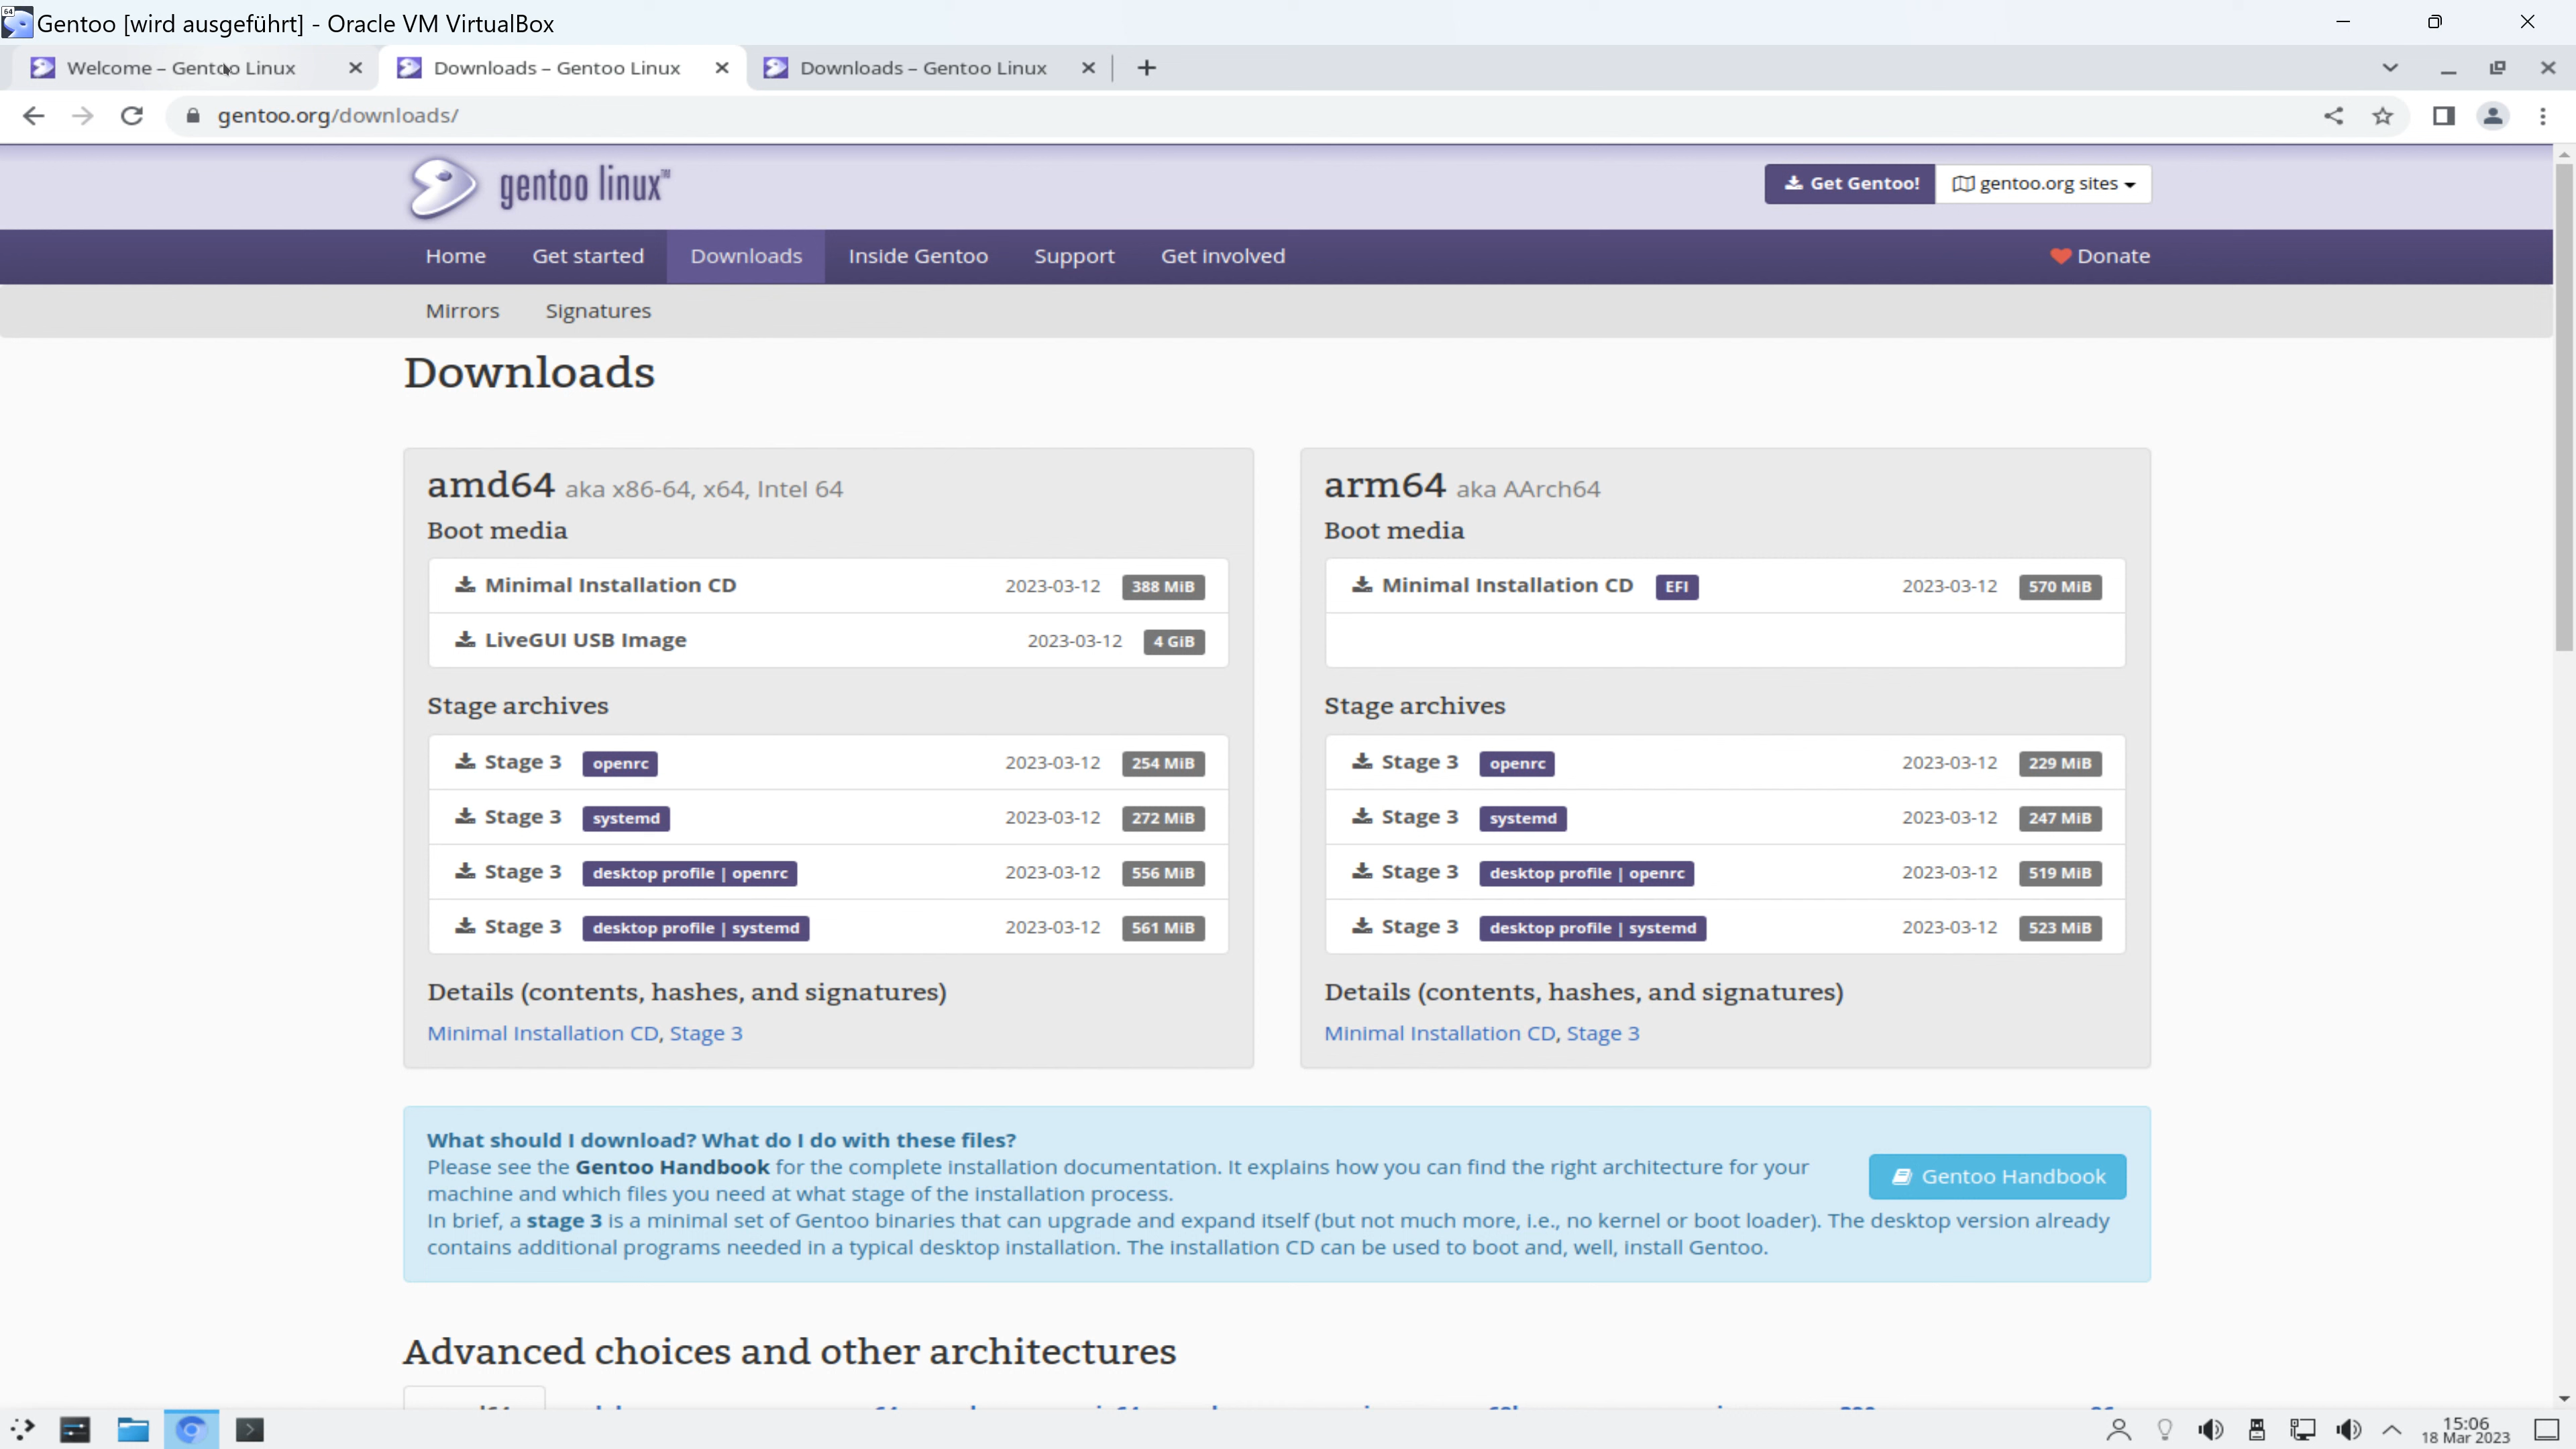 Gentoo [wird ausgeführt] - Oracle VM VirtualBox
Welcome – Gentoo Linux
Downloads – Gentoo Linux
Downloads – Gentoo Linux
gentoo.org/downloads/
gentoo linux™
Get Gentoo!
gentoo.org sites
Home
Get started
Downloads
Inside Gentoo
Support
Get involved
Donate
Mirrors
Signatures
Downloads
amd64 aka x86-64, x64, Intel 64
Boot media
Minimal Installation CD 2023-03-12 388 MiB
LiveGUI USB Image 2023-03-12 4 GiB
Stage archives
Stage 3 openrc 2023-03-12 254 MiB
Stage 3 systemd 2023-03-12 272 MiB
Stage 3 desktop profile | openrc 2023-03-12 556 MiB
Stage 3 desktop profile | systemd 2023-03-12 561 MiB
Details (contents, hashes, and signatures)
Minimal Installation CD, Stage 3
arm64 aka AArch64
Boot media
Minimal Installation CD EFI 2023-03-12 570 MiB
Stage archives
Stage 3 openrc 2023-03-12 229 MiB
Stage 3 systemd 2023-03-12 247 MiB
Stage 3 desktop profile | openrc 2023-03-12 519 MiB
Stage 3 desktop profile | systemd 2023-03-12 523 MiB
Details (contents, hashes, and signatures)
Minimal Installation CD, Stage 3
What should I download? What do I do with these files?
Please see the Gentoo Handbook for the complete installation documentation. It explains how you can find the right architecture for your
machine and which files you need at what stage of the installation process.
In brief, a stage 3 is a minimal set of Gentoo binaries that can upgrade and expand itself (but not much more, i.e., no kernel or boot loader). The desktop version already
contains additional programs needed in a typical desktop installation. The installation CD can be used to boot and, well, install Gentoo.
Gentoo Handbook
Advanced choices and other architectures
15:06
18 Mar 2023